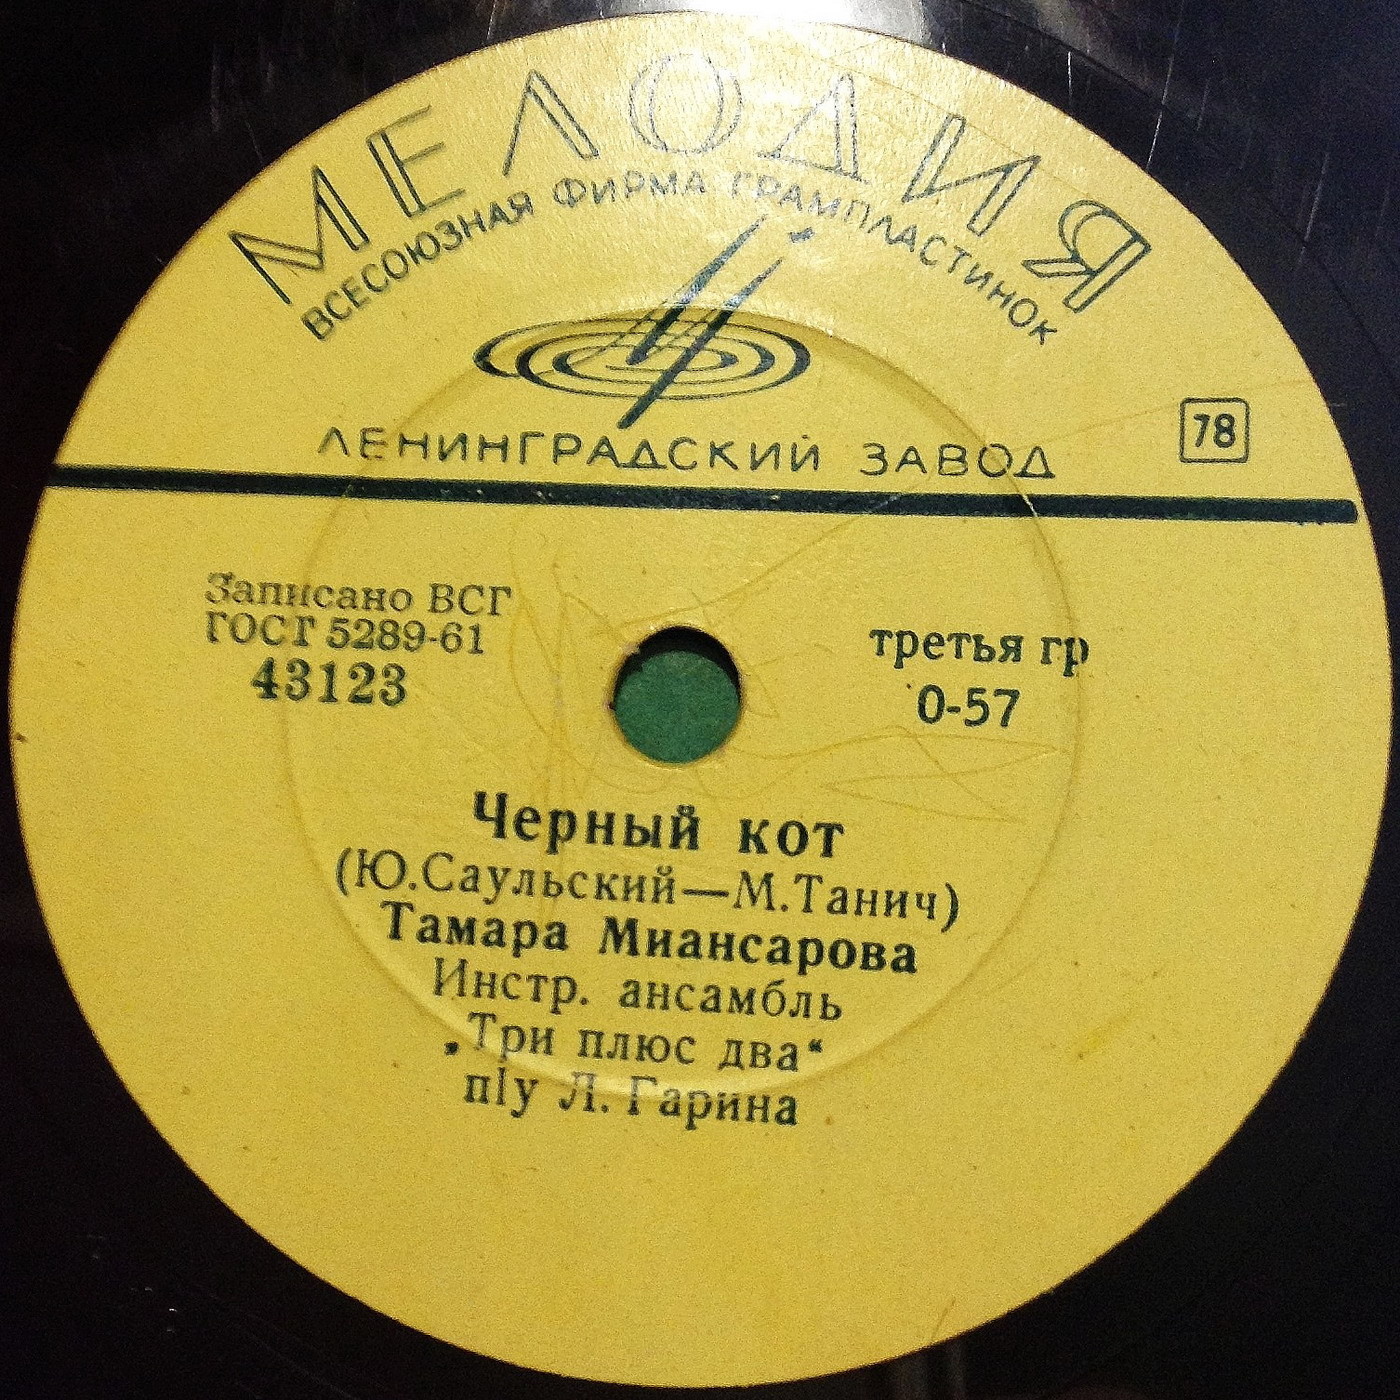 МЕЛОДИЯ
ВСЕСОЮЗНАЯ ФИРМА ГРАМПЛАСТИНОК
ЛЕНИНГРАДСКИЙ ЗАВОД
78
Записано ВСГ
ГОСТ 5289-61
43123
третья гр
0-57
Черный кот
(Ю.Саульский—М.Танич)
Тамара Миансарова
Инстр. ансамбль
„Три плюс два“
п|у Л. Гарина